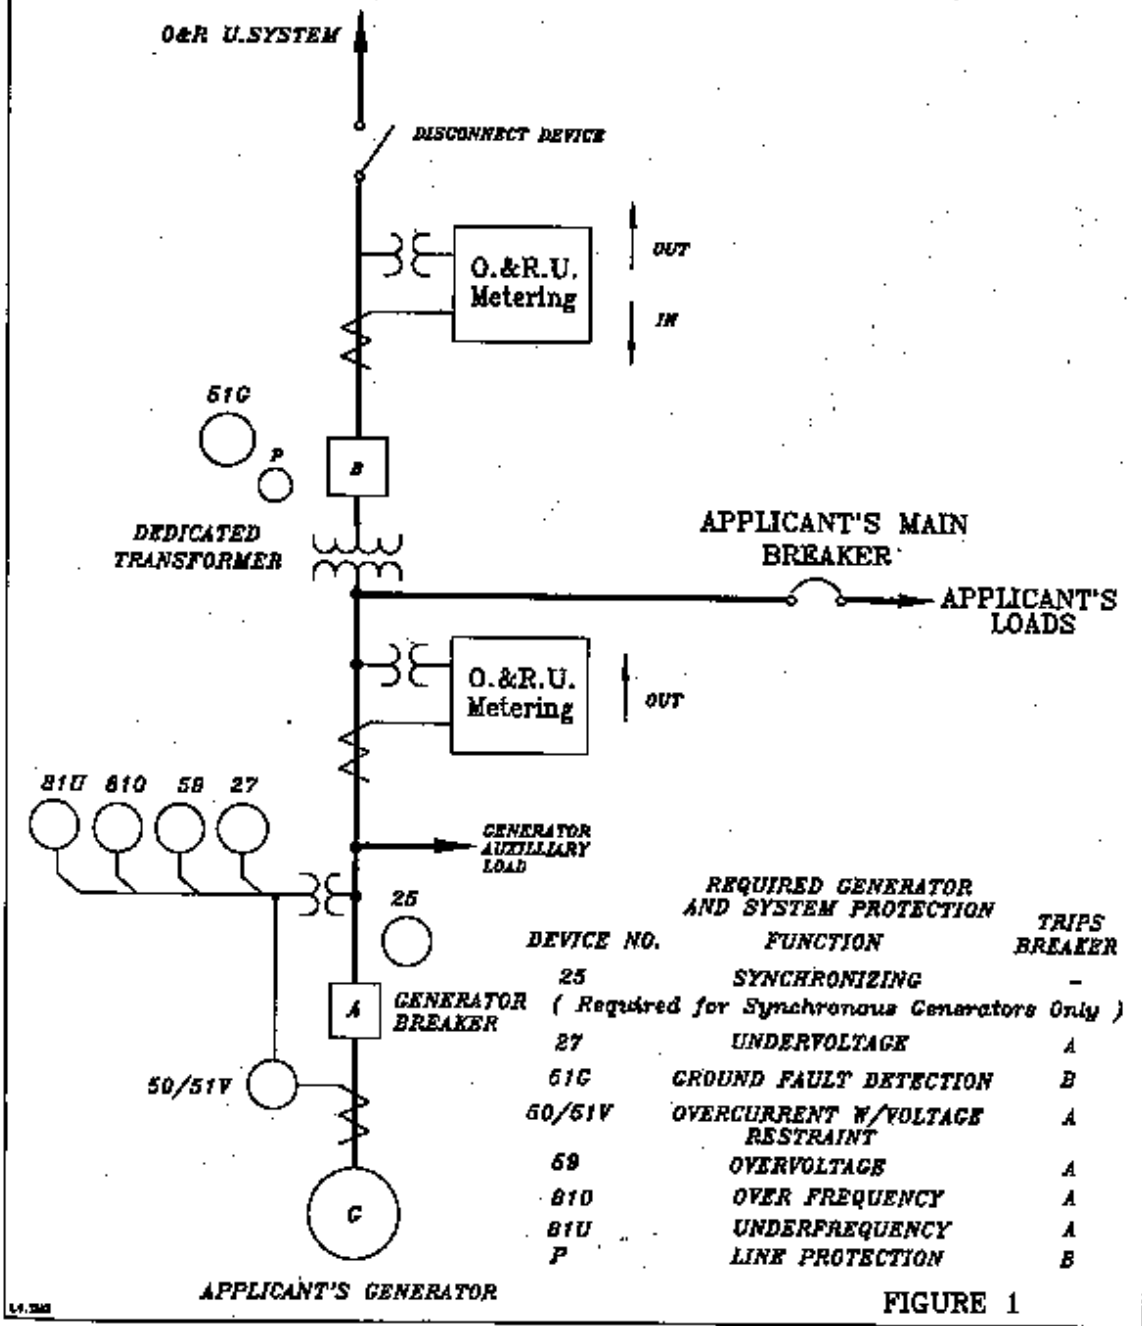 O&R U.SYSTEM
DISCONNECT DEVICE
O.&R.U.
Metering
OUT
IN
51G
P
B
DEDICATED
TRANSFORMER
APPLICANT'S MAIN
BREAKER
APPLICANT'S
LOADS
O.&R.U.
Metering
OUT
81U 81O 59 27
GENERATOR
AUXILLIARY
LOAD
25
A
GENERATOR
BREAKER
50/51V
G
APPLICANT'S GENERATOR
REQUIRED GENERATOR
AND SYSTEM PROTECTION
DEVICE NO. FUNCTION TRIPS BREAKER
25 SYNCHRONIZING -
( Required for Synchronous Generators Only )
27 UNDERVOLTAGE A
51G GROUND FAULT DETECTION B
50/51V OVERCURRENT W/VOLTAGE A
RESTRAINT
59 OVERVOLTAGE A
81O OVER FREQUENCY A
81U UNDERFREQUENCY A
P LINE PROTECTION B
FIGURE 1